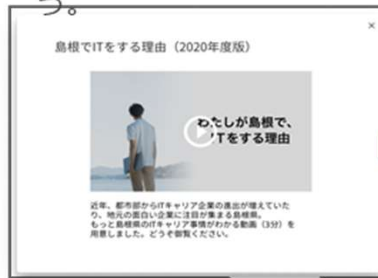 う。
×
島根でITをする理由（2020年度版）
わたしが島根で、
ITをする理由
近年、都市部からITキャリア企業の進出が増えていた
り、地元の面白い企業に注目が集まる島根県。
もっと島根県のITキャリア事情がわかる動画（3分）を
用意しました。どうぞ御覧ください。